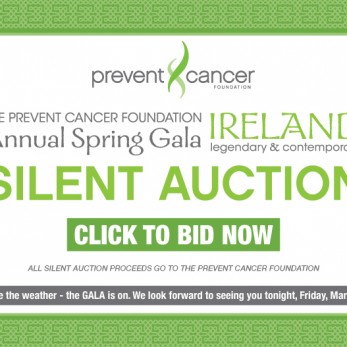 prevent cancer
FOUNDATION
E PREVENT CANCER FOUNDATION
Annual Spring Gala
IRELAND
legendary & contempora
SILENT AUCTION
CLICK TO BID NOW
ALL SILENT AUCTION PROCEEDS GO TO THE PREVENT CANCER FOUNDATION
e the weather - the GALA is on. We look forward to seeing you tonight, Friday, Mar